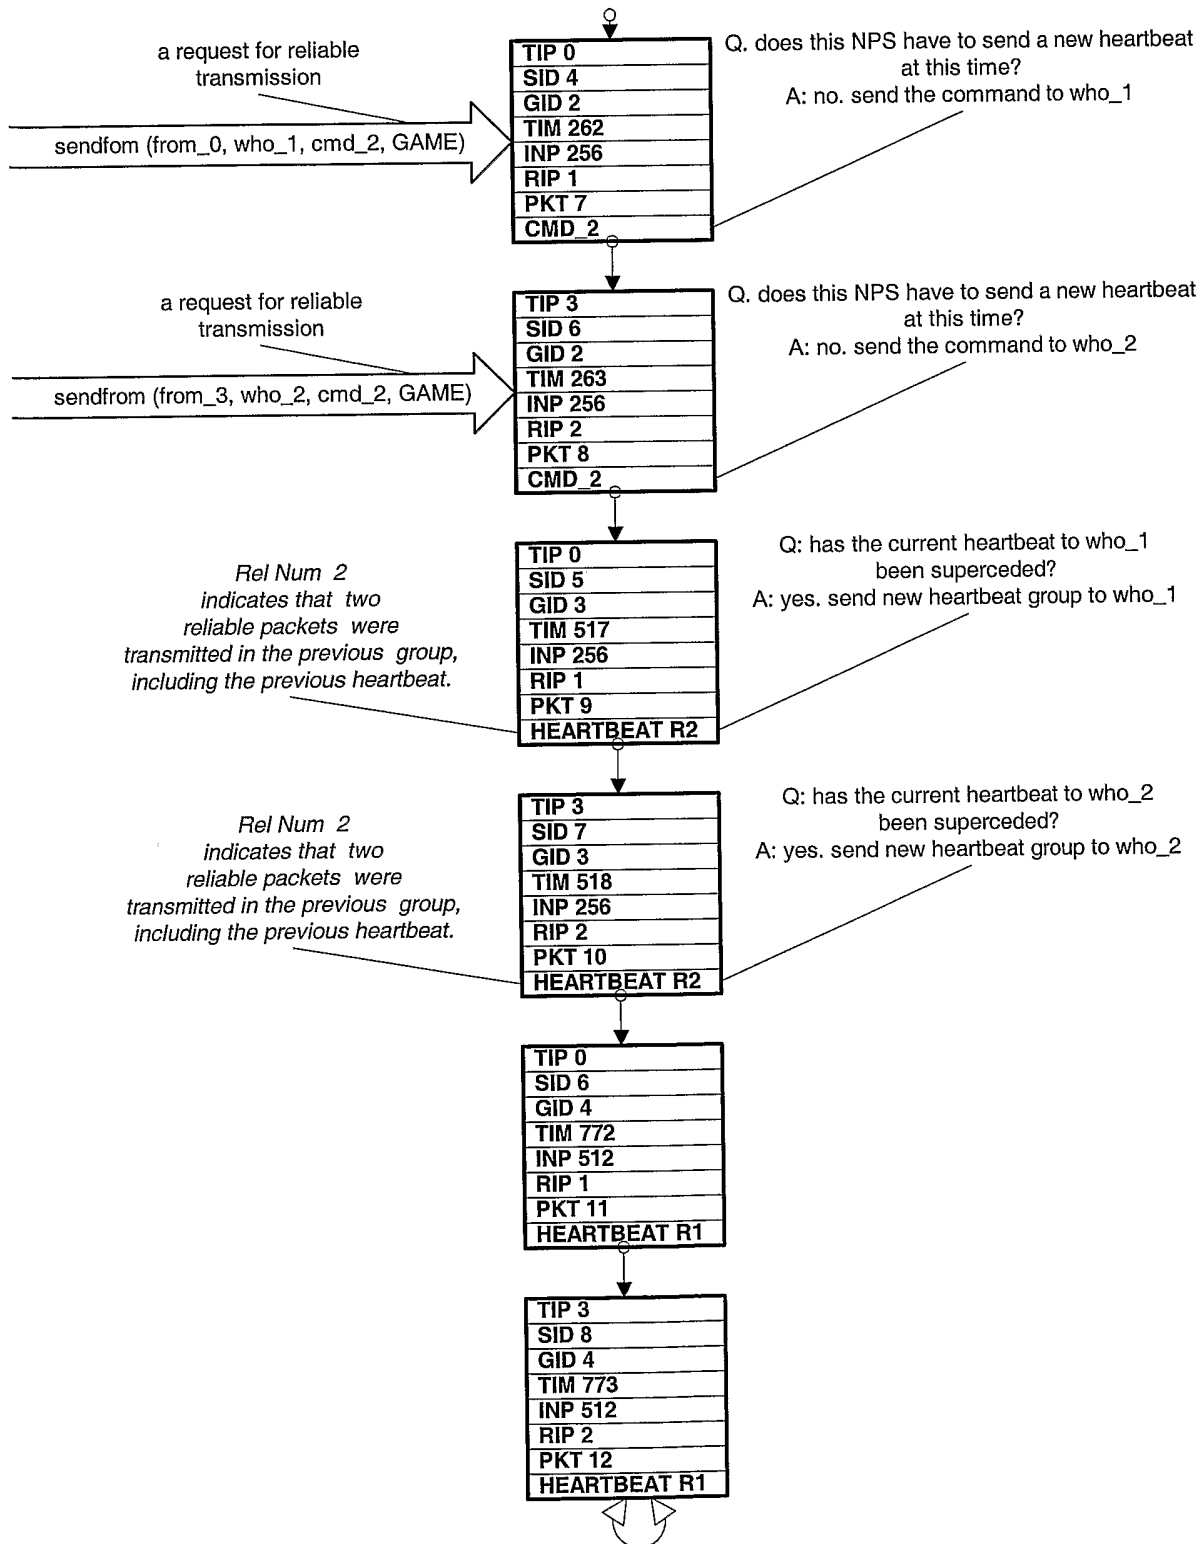 a request for reliable
transmission
sendfom (from_0, who_1, cmd_2, GAME)
TIP 0
SID 4
GID 2
TIM 262
INP 256
RIP 1
PKT 7
CMD_2
Q. does this NPS have to send a new heartbeat
at this time?
A: no. send the command to who_1
a request for reliable
transmission
sendfrom (from_3, who_2, cmd_2, GAME)
TIP 3
SID 6
GID 2
TIM 263
INP 256
RIP 2
PKT 8
CMD_2
Q. does this NPS have to send a new heartbeat
at this time?
A: no. send the command to who_2
Rel Num 2
indicates that two
reliable packets were
transmitted in the previous group,
including the previous heartbeat.
TIP 0
SID 5
GID 3
TIM 517
INP 256
RIP 1
PKT 9
HEARTBEAT R2
Q: has the current heartbeat to who_1
been superceded?
A: yes. send new heartbeat group to who_1
Rel Num 2
indicates that two
reliable packets were
transmitted in the previous group,
including the previous heartbeat.
TIP 3
SID 7
GID 3
TIM 518
INP 256
RIP 2
PKT 10
HEARTBEAT R2
Q: has the current heartbeat to who_2
been superceded?
A: yes. send new heartbeat group to who_2
TIP 0
SID 6
GID 4
TIM 772
INP 512
RIP 1
PKT 11
HEARTBEAT R1
TIP 3
SID 8
GID 4
TIM 773
INP 512
RIP 2
PKT 12
HEARTBEAT R1